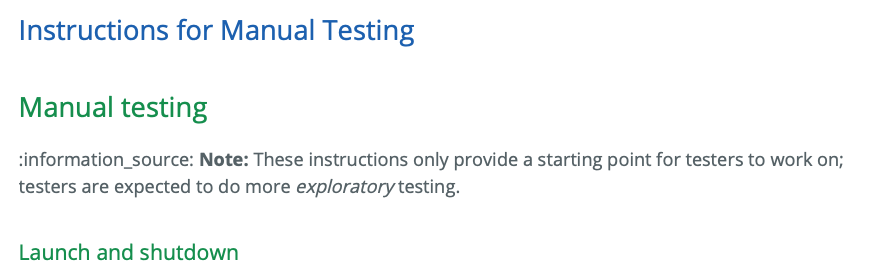 Instructions for Manual Testing
Manual testing
:information_source: Note: These instructions only provide a starting point for testers to work on;
testers are expected to do more exploratory testing.
Launch and shutdown